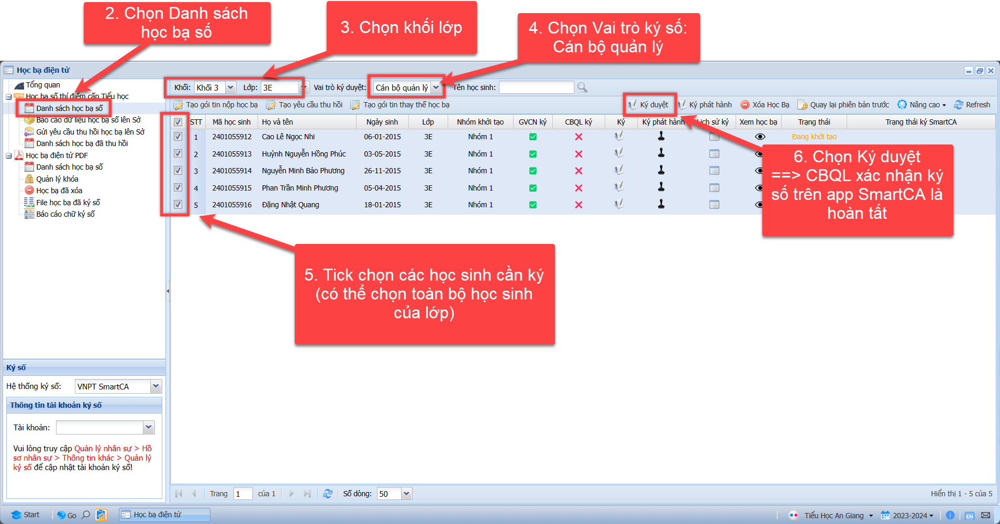 2. Chọn Danh sách
học bạ số
3. Chọn khối lớp
4. Chọn Vai trò ký số:
Cán bộ quản lý
Học bạ điện tử
Tổng quan
NEW Học bạ số thí điểm cấp Tiểu học
Danh sách học bạ số
Báo cáo dữ liệu học bạ số lên Sở
Gửi yêu cầu thu hồi học bạ lên Sở
Danh sách học bạ đã thu hồi
Học bạ điện tử PDF
Danh sách học bạ số
Quản lý khóa
Học bạ đã xóa
File học bạ đã ký số
Báo cáo chữ ký số
Khối: Khối 3 Lớp: 3E Vai trò ký duyệt: Cán bộ quản lý Tên học sinh:
Tạo gói tin nộp học bạ Tạo yêu cầu thu hồi Tạo gói tin thay thế học bạ Ký duyệt Ký phát hành Xóa Học Bạ Quay lại phiên bản trước Nâng cao Refresh
STT Mã học sinh Họ và tên Ngày sinh Lớp Nhóm khởi tạo GVCN ký CBQL ký Ký Ký phát hành Lịch sử ký Xem học bạ Trạng thái Trạng thái ký SmartCA
1 2401055912 Cao Lê Ngọc Nhi 06-01-2015 3E Nhóm 1 Đang khởi tạo
2 2401055913 Huỳnh Nguyễn Hồng Phúc 03-05-2015 3E Nhóm 1
3 2401055914 Nguyễn Minh Bảo Phương 26-11-2015 3E Nhóm 1
4 2401055915 Phan Trần Minh Phương 05-04-2015 3E Nhóm 1
5 2401055916 Đặng Nhật Quang 18-01-2015 3E Nhóm 1
6. Chọn Ký duyệt
==> CBQL xác nhận ký
số trên app SmartCA là
hoàn tất
5. Tick chọn các học sinh cần ký
(có thể chọn toàn bộ học sinh
của lớp)
Ký số
Hệ thống ký số: VNPT SmartCA
Thông tin tài khoản ký số
Tài khoản:
Vui lòng truy cập Quản lý nhân sự > Hồ
sơ nhân sự > Thông tin khác > Quản lý
ký số để cập nhật tài khoản ký số!
Trang 1 của 1 Số dòng: 50 Hiển thị 1 - 5 của 5
Start Go Học bạ điện tử Tiểu Học An Giang 2023-2024 EN